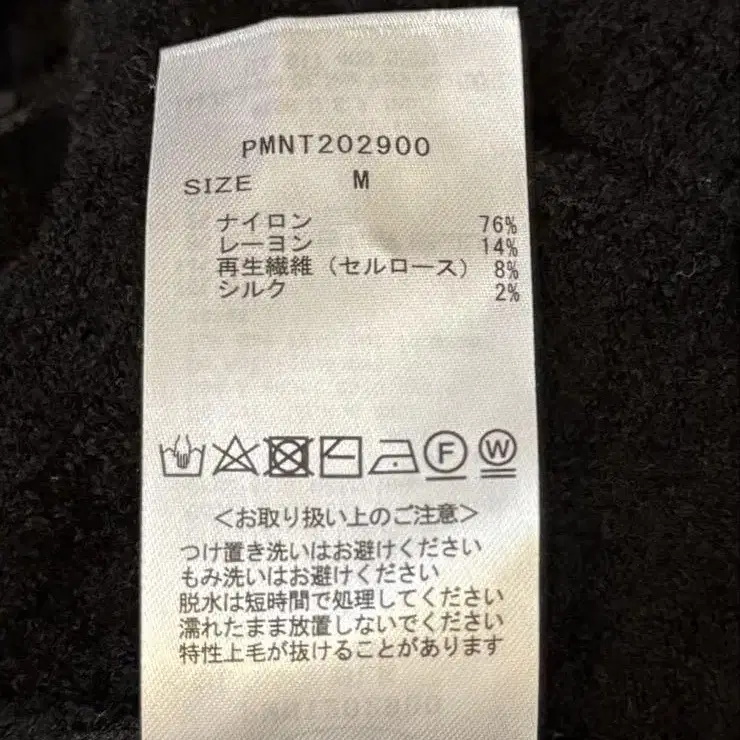 PMNT202900
SIZE M
ナイロン 76%
レーヨン 14%
再生繊維（セルロース） 8%
シルク 2%
F W
＜お取り扱い上のご注意＞
つけ置き洗いはお避けください
もみ洗いはお避けください
脱水は短時間で処理してください
濡れたまま放置しないでください
特性上毛が抜けることがあります